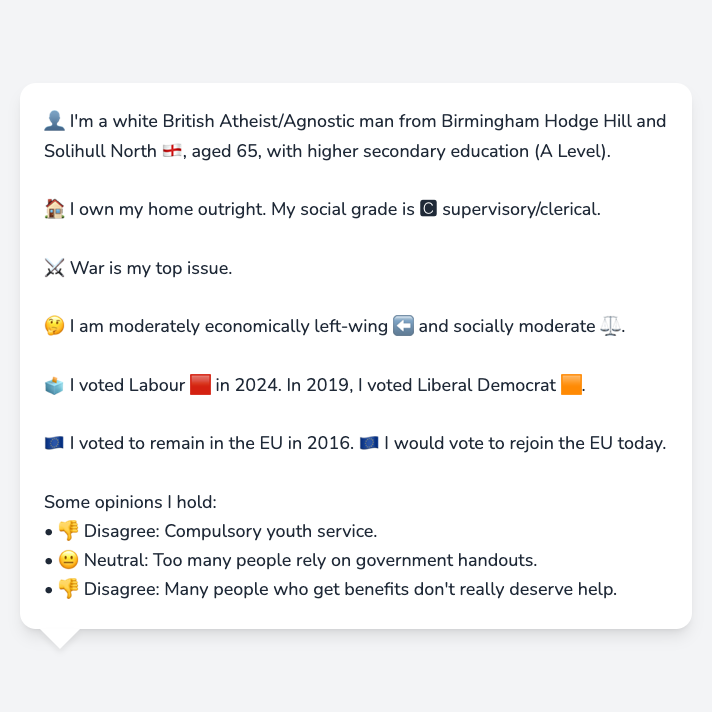 👤 I'm a white British Atheist/Agnostic man from Birmingham Hodge Hill and
Solihull North 🏴󠁧󠁢󠁥󠁮󠁧󠁿, aged 65, with higher secondary education (A Level).
🏠 I own my home outright. My social grade is 🅲 supervisory/clerical.
⚔️ War is my top issue.
🤔 I am moderately economically left-wing ⬅️ and socially moderate ⚖️.
🗳️ I voted Labour 🟥 in 2024. In 2019, I voted Liberal Democrat 🟧.
🇪🇺 I voted to remain in the EU in 2016. 🇪🇺 I would vote to rejoin the EU today.
Some opinions I hold:
• 👎 Disagree: Compulsory youth service.
• 😐 Neutral: Too many people rely on government handouts.
• 👎 Disagree: Many people who get benefits don't really deserve help.